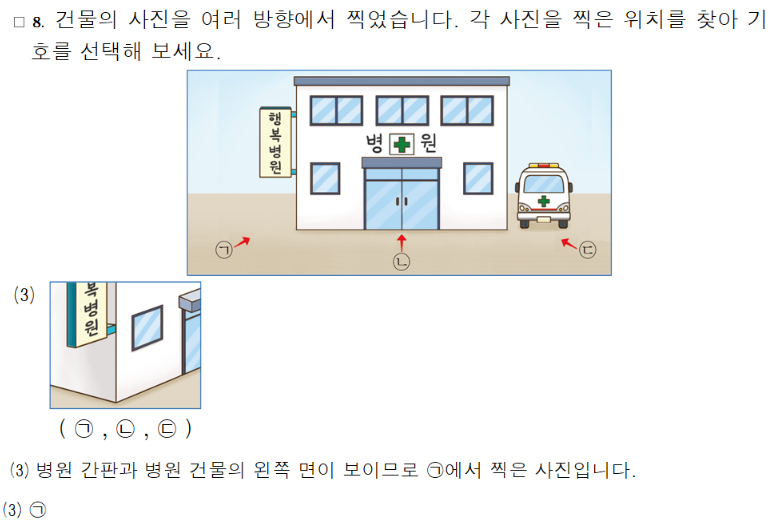 □ 8. 건물의 사진을 여러 방향에서 찍었습니다. 각 사진을 찍은 위치를 찾아 기
호를 선택해 보세요.
행복병원
병 원
㉠
㉡
㉢
(3)
복병원
( ㉠ , ㉡ , ㉢ )
(3) 병원 간판과 병원 건물의 왼쪽 면이 보이므로 ㉠에서 찍은 사진입니다.
(3) ㉠